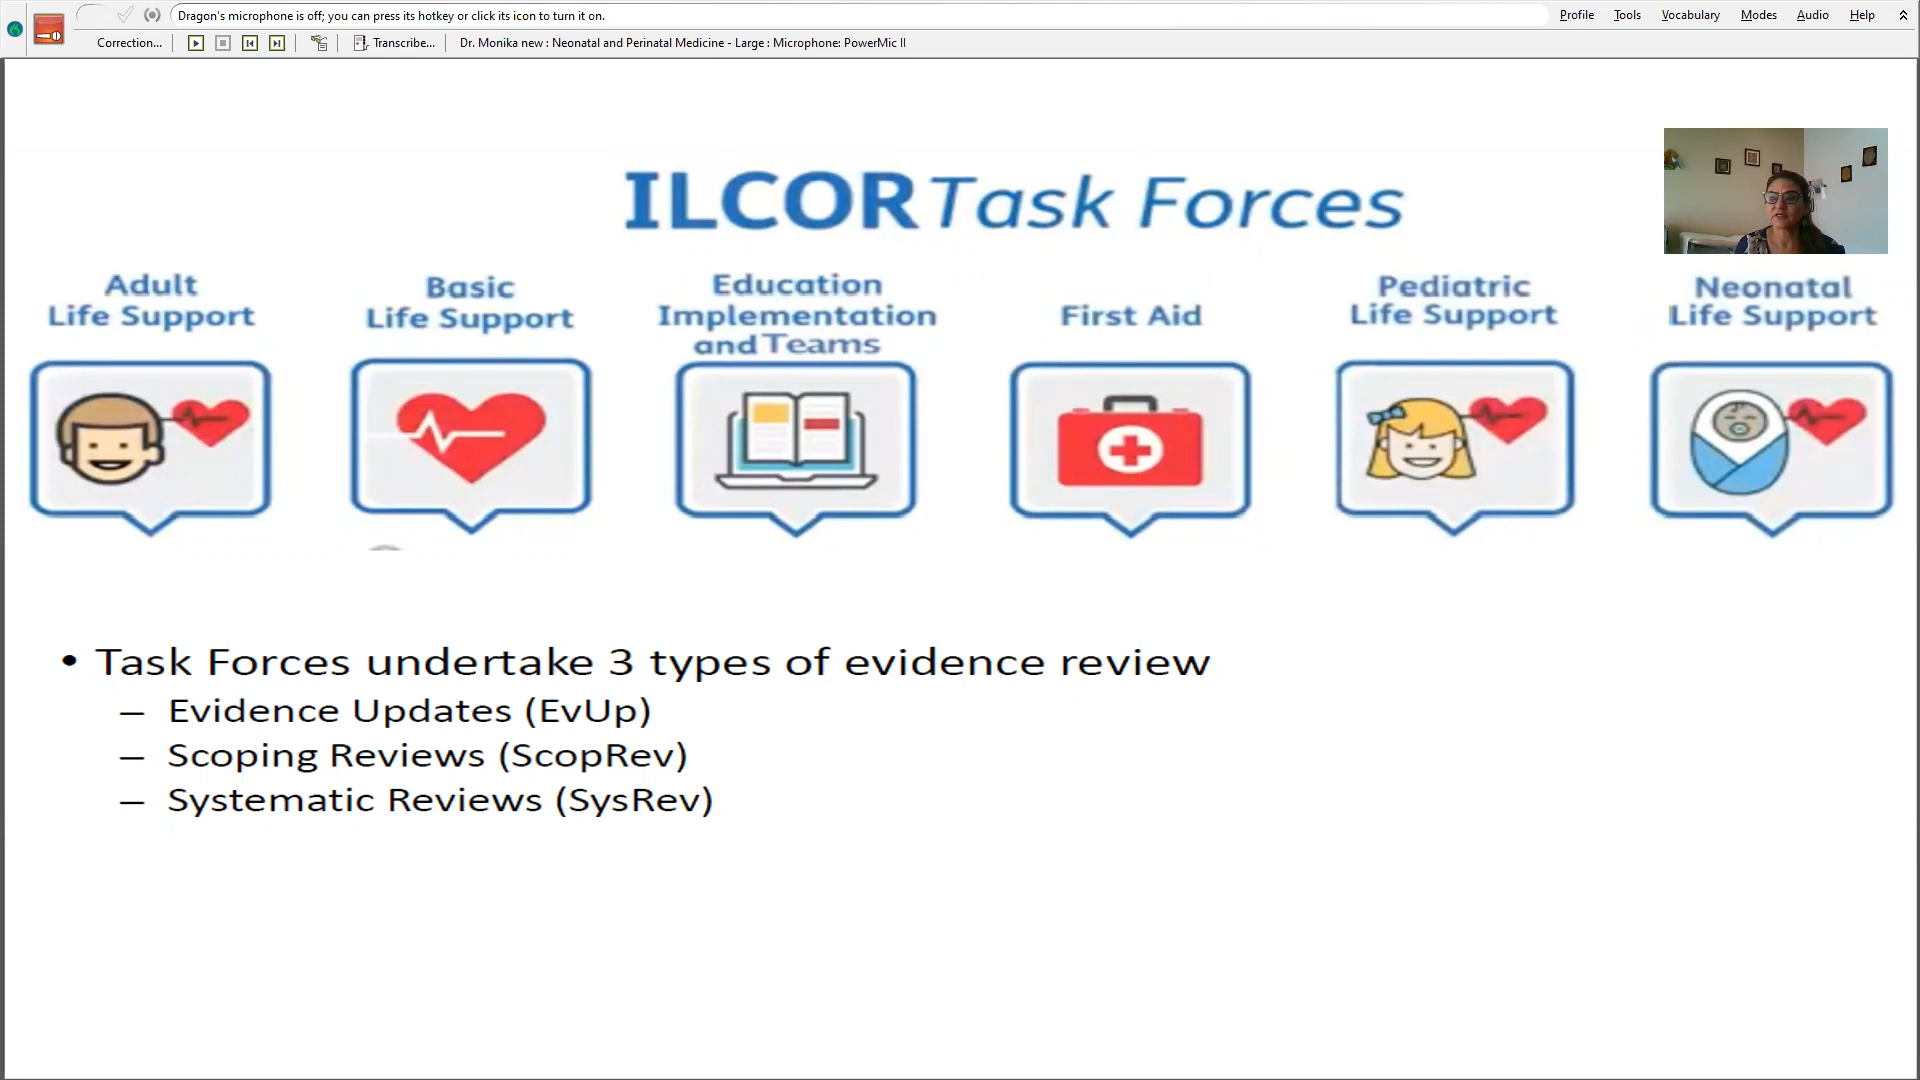 Dragon's microphone is off; you can press its hotkey or click its icon to turn it on.
Profile Tools Vocabulary Modes Audio Help
Correction... Transcribe... Dr. Monika new : Neonatal and Perinatal Medicine - Large : Microphone: PowerMic II
ILCOR Task Forces
Adult
Life Support
Basic
Life Support
Education
Implementation
and Teams
First Aid
Pediatric
Life Support
Neonatal
Life Support
• Task Forces undertake 3 types of evidence review
– Evidence Updates (EvUp)
– Scoping Reviews (ScopRev)
– Systematic Reviews (SysRev)